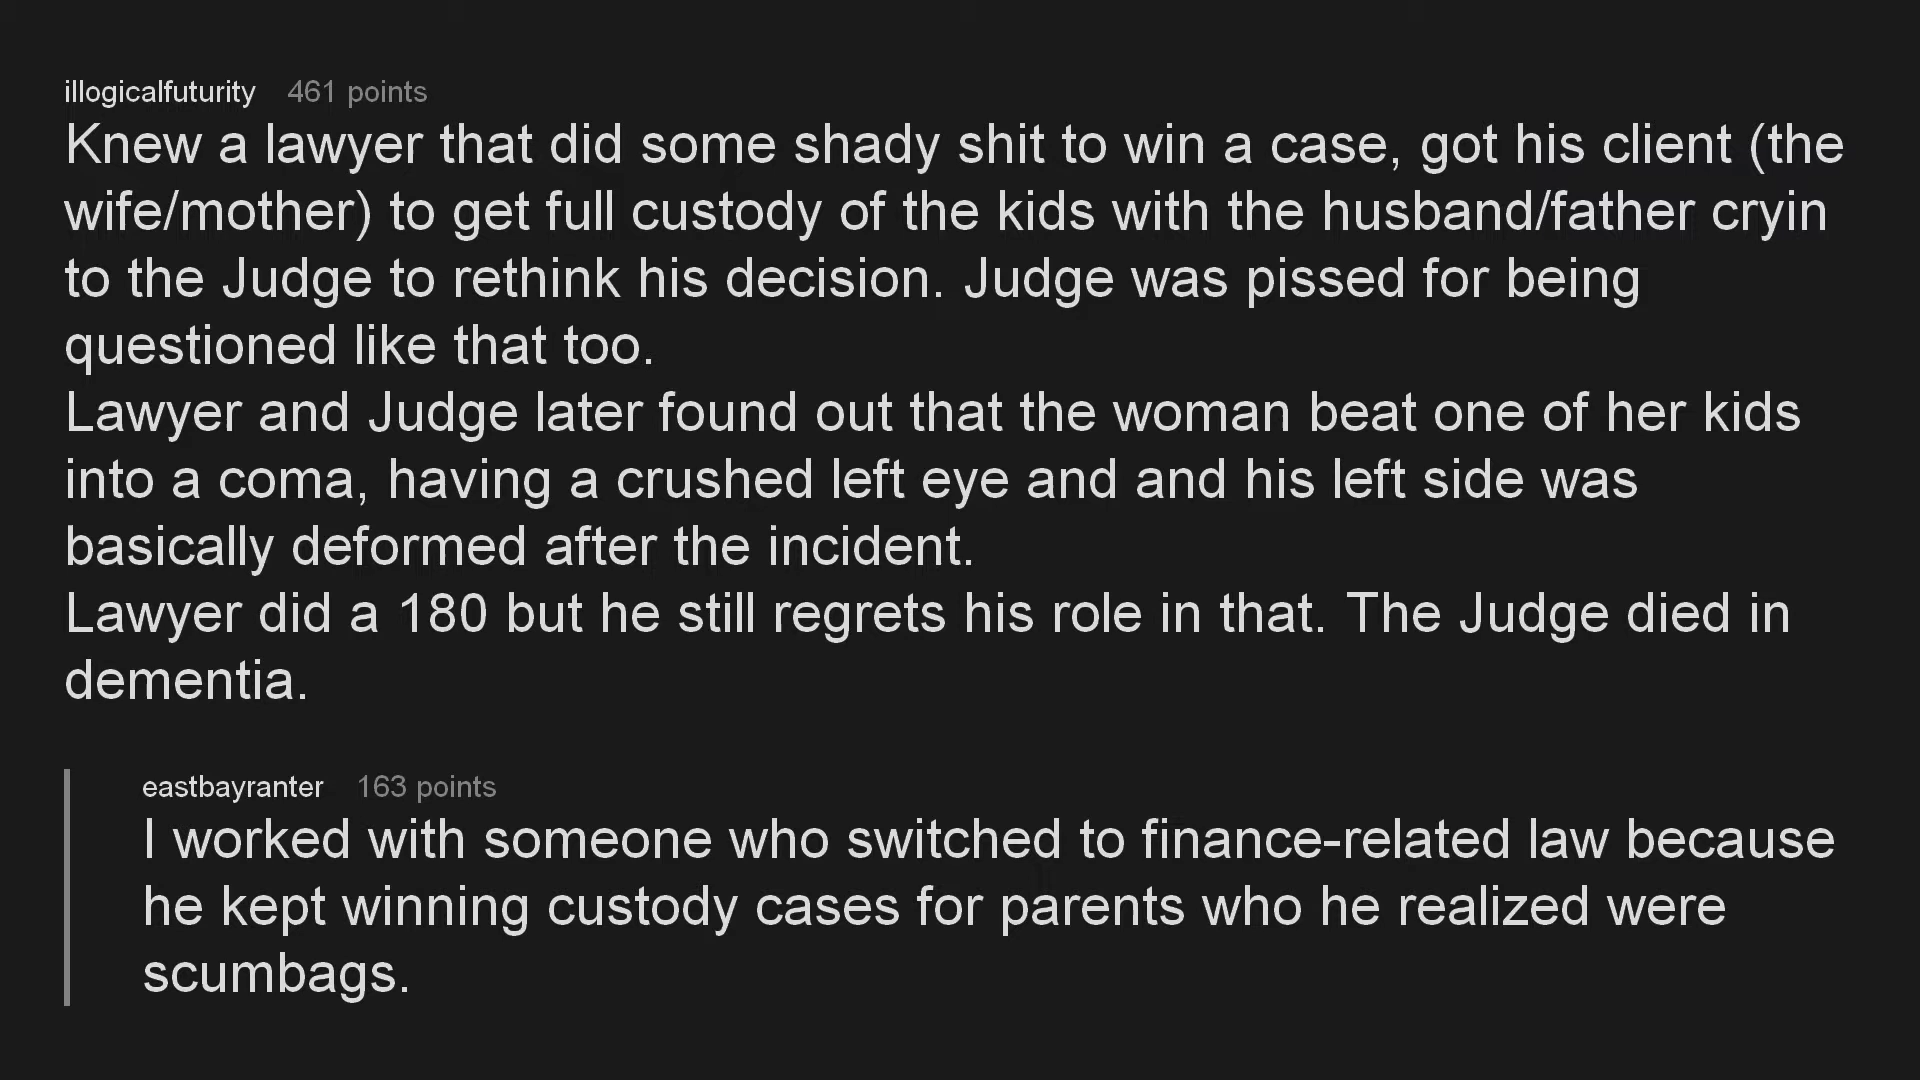 illogicalfuturity 461 points
Knew a lawyer that did some shady shit to win a case, got his client (the
wife/mother) to get full custody of the kids with the husband/father cryin
to the Judge to rethink his decision. Judge was pissed for being
questioned like that too.
Lawyer and Judge later found out that the woman beat one of her kids
into a coma, having a crushed left eye and and his left side was
basically deformed after the incident.
Lawyer did a 180 but he still regrets his role in that. The Judge died in
dementia.
eastbayranter 163 points
I worked with someone who switched to finance-related law because
he kept winning custody cases for parents who he realized were
scumbags.